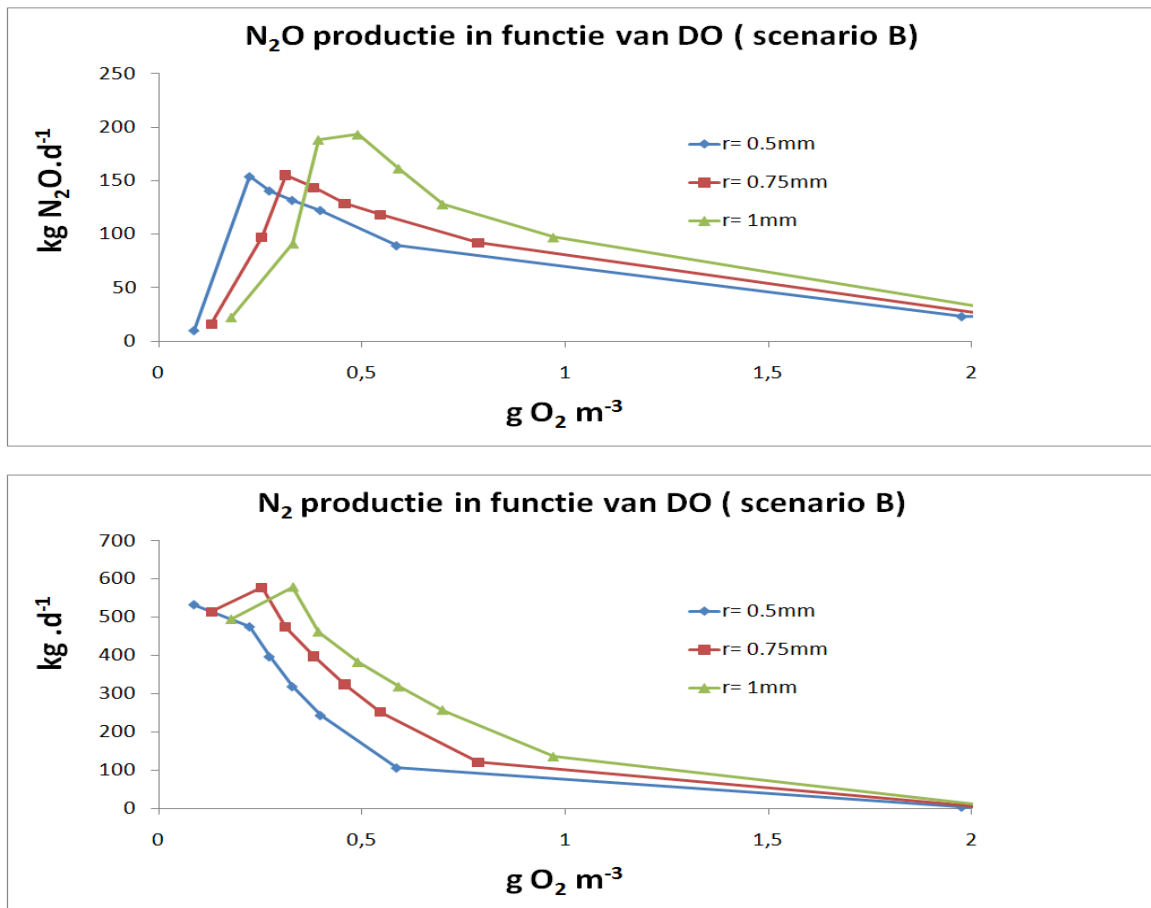 N₂O productie in functie van DO ( scenario B)
kg N₂O.d⁻¹
250
200
150
100
50
0
r= 0.5mm
r= 0.75mm
r= 1mm
0 0,5 1 1,5 2
g O₂ m⁻³
N₂ productie in functie van DO ( scenario B)
kg .d⁻¹
700
600
500
400
300
200
100
0
r= 0.5mm
r= 0.75mm
r= 1mm
0 0,5 1 1,5 2
g O₂ m⁻³